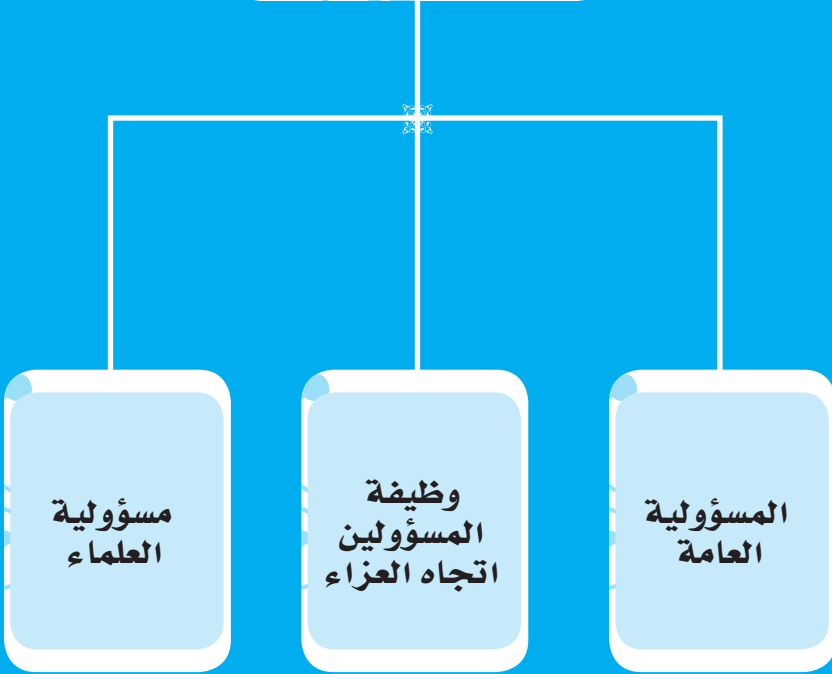 المسؤولية
العامة
وظيفة
المسؤولين
اتجاه العزاء
مسؤولية
العلماء